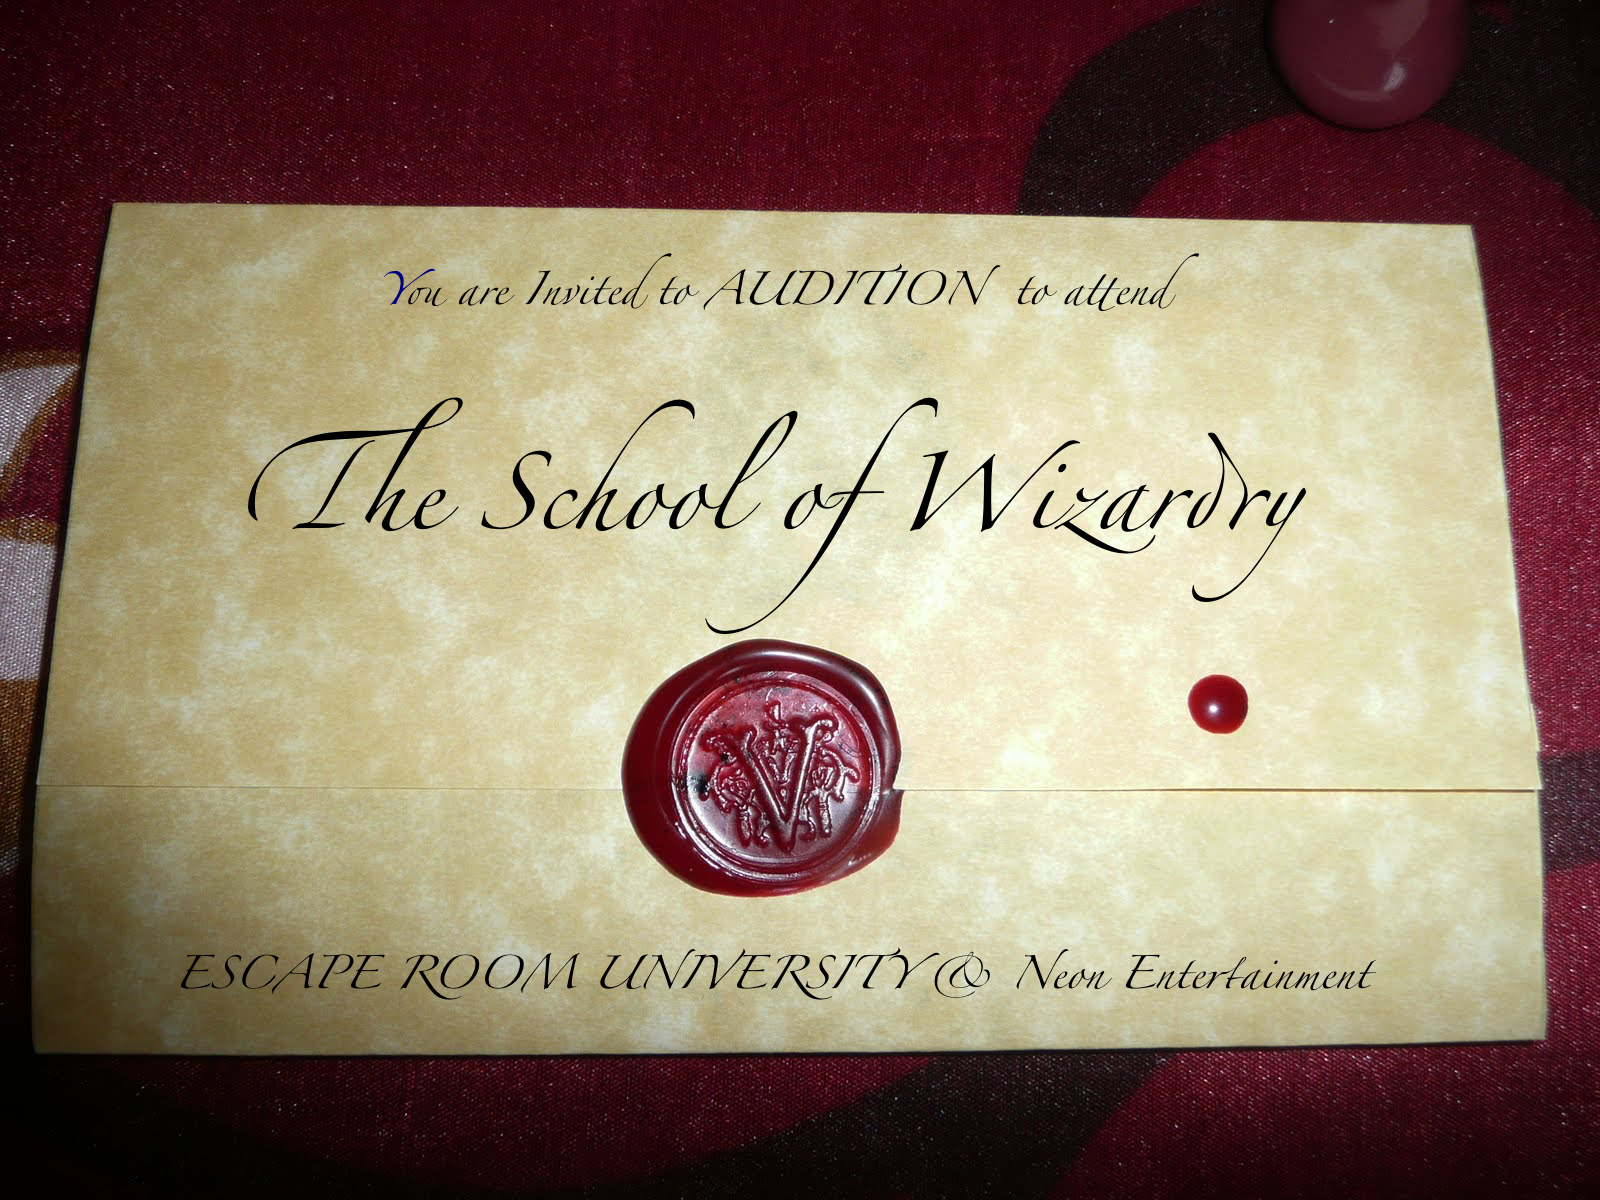 You are Invited to AUDITION to attend
The School of Wizardry
V
ESCAPE ROOM UNIVERSITY & Neon Entertainment